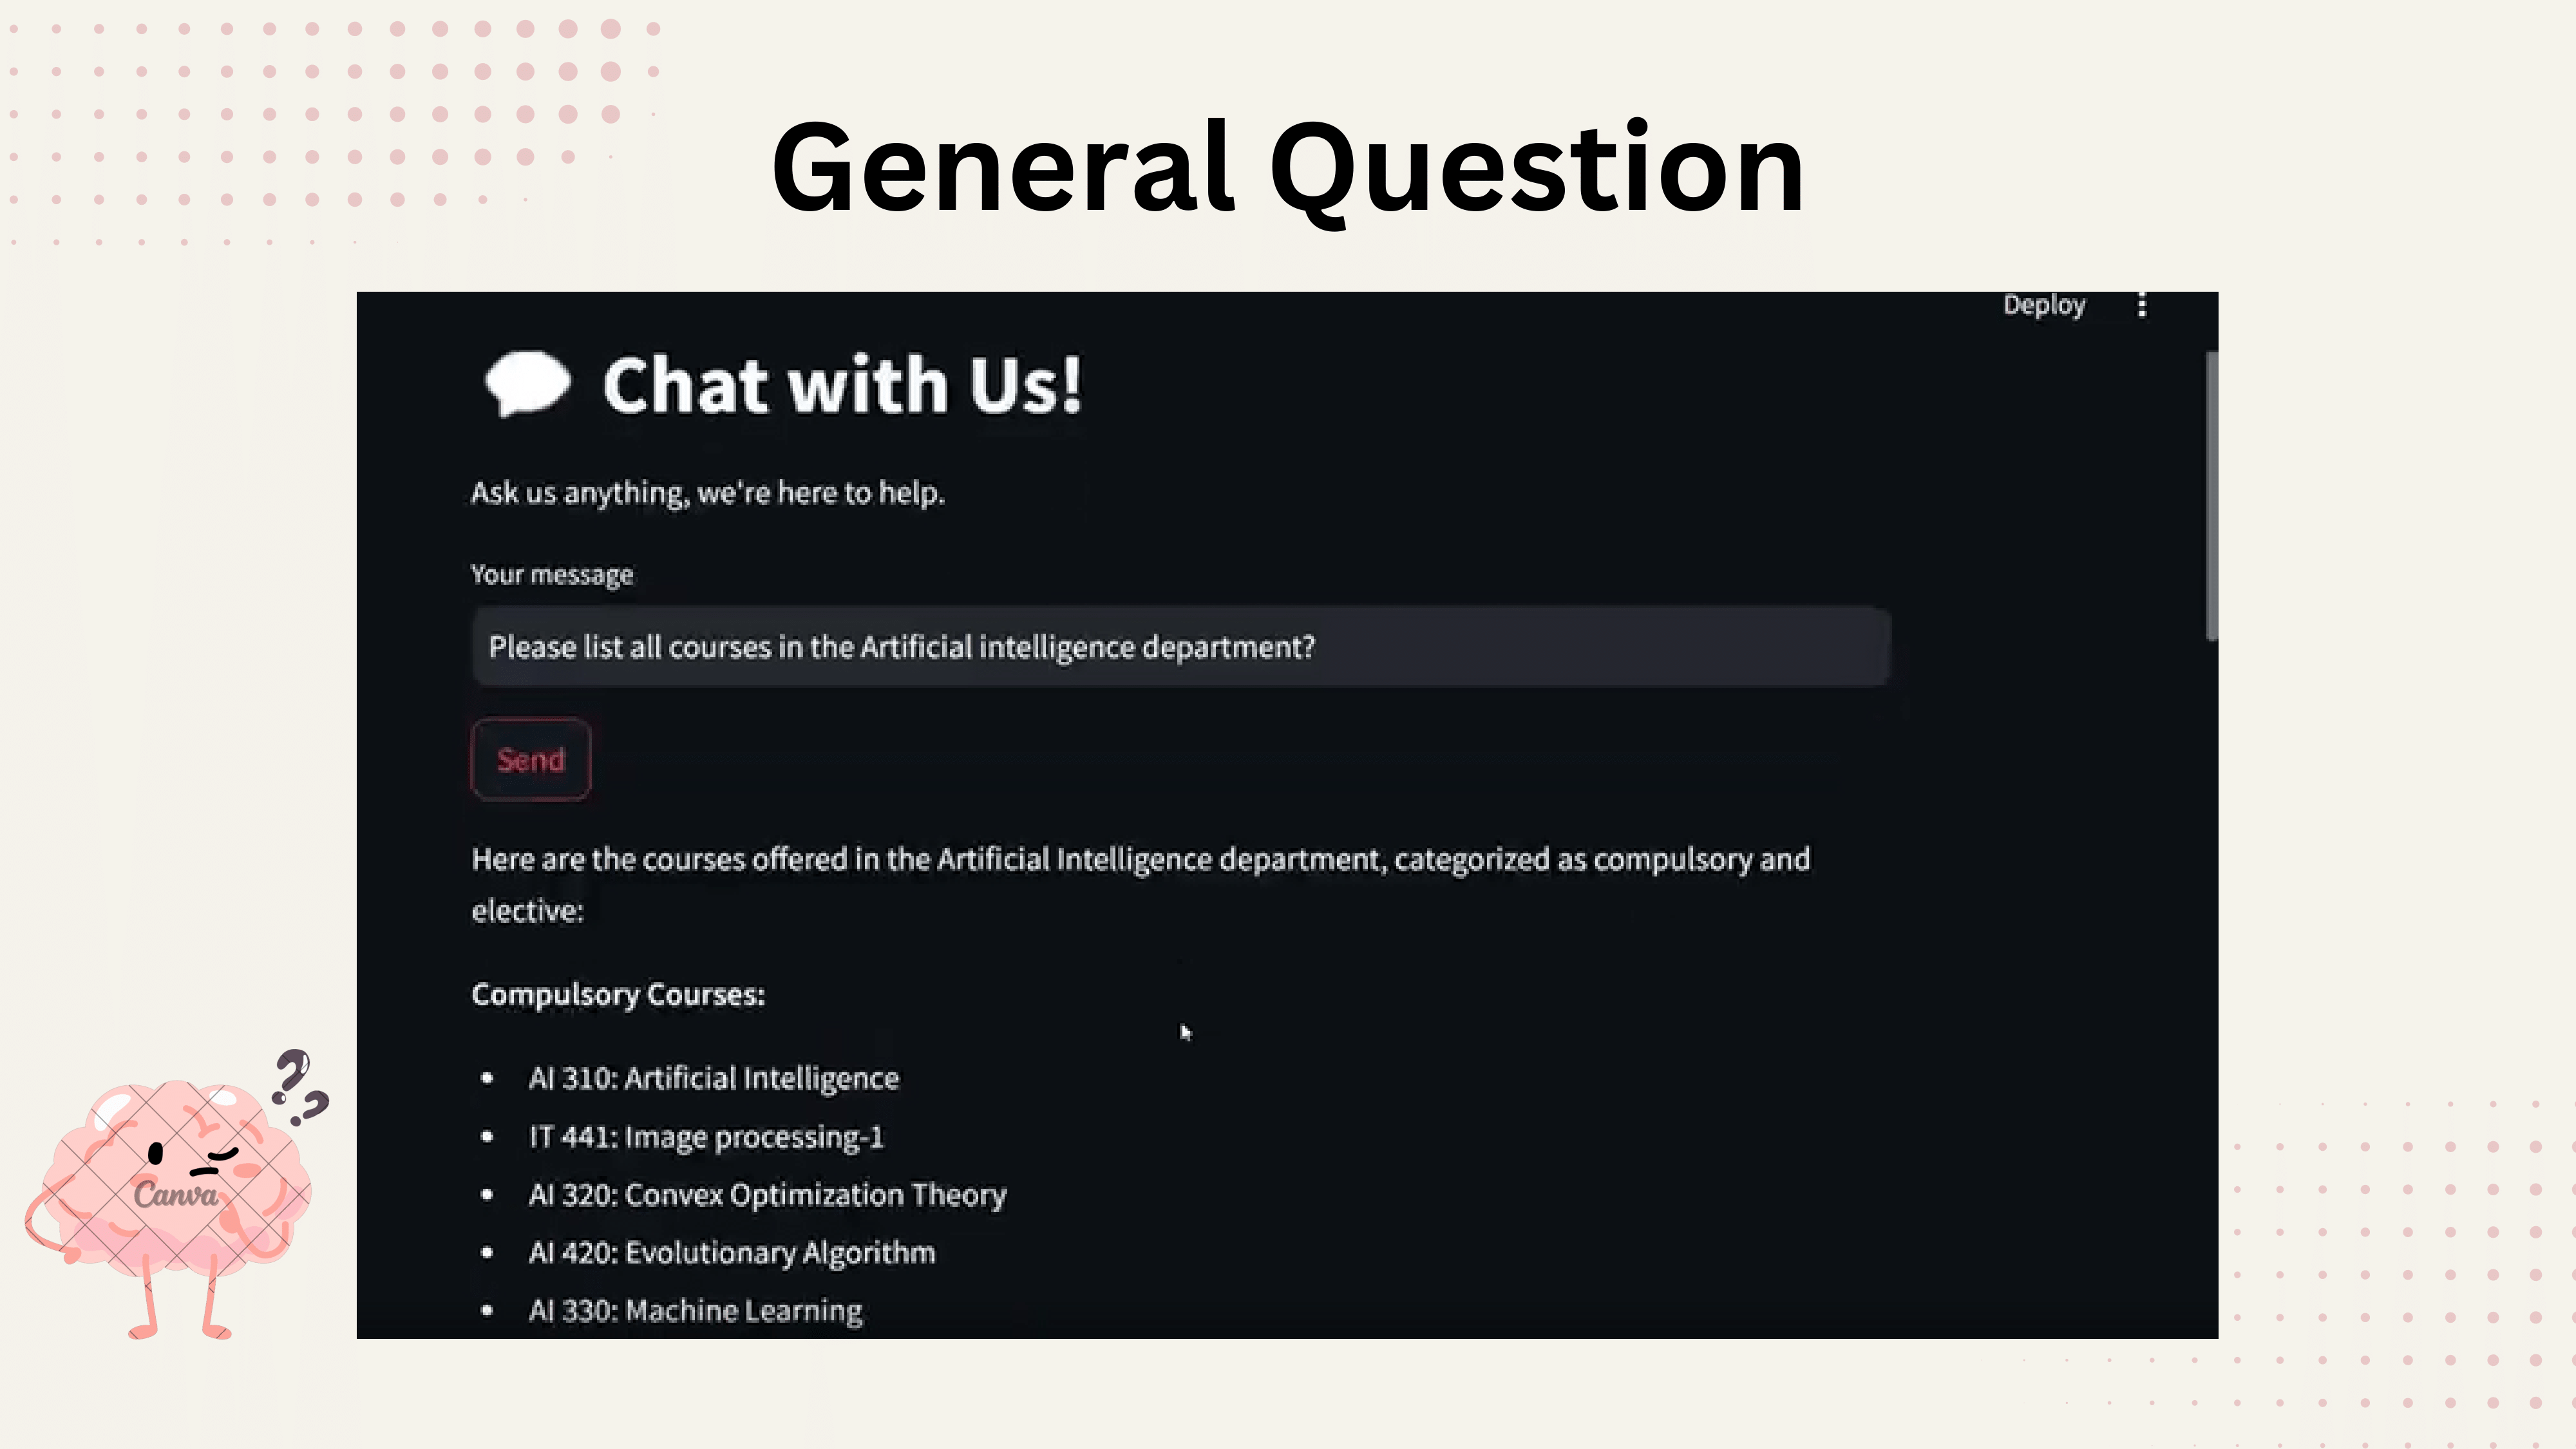 General Question
Deploy
Chat with Us!
Ask us anything, we're here to help.
Your message
Please list all courses in the Artificial intelligence department?
Send
Here are the courses offered in the Artificial Intelligence department, categorized as compulsory and
elective:
Compulsory Courses:
• AI 310: Artificial Intelligence
• IT 441: Image processing-1
• AI 320: Convex Optimization Theory
• AI 420: Evolutionary Algorithm
• AI 330: Machine Learning
??
Canva